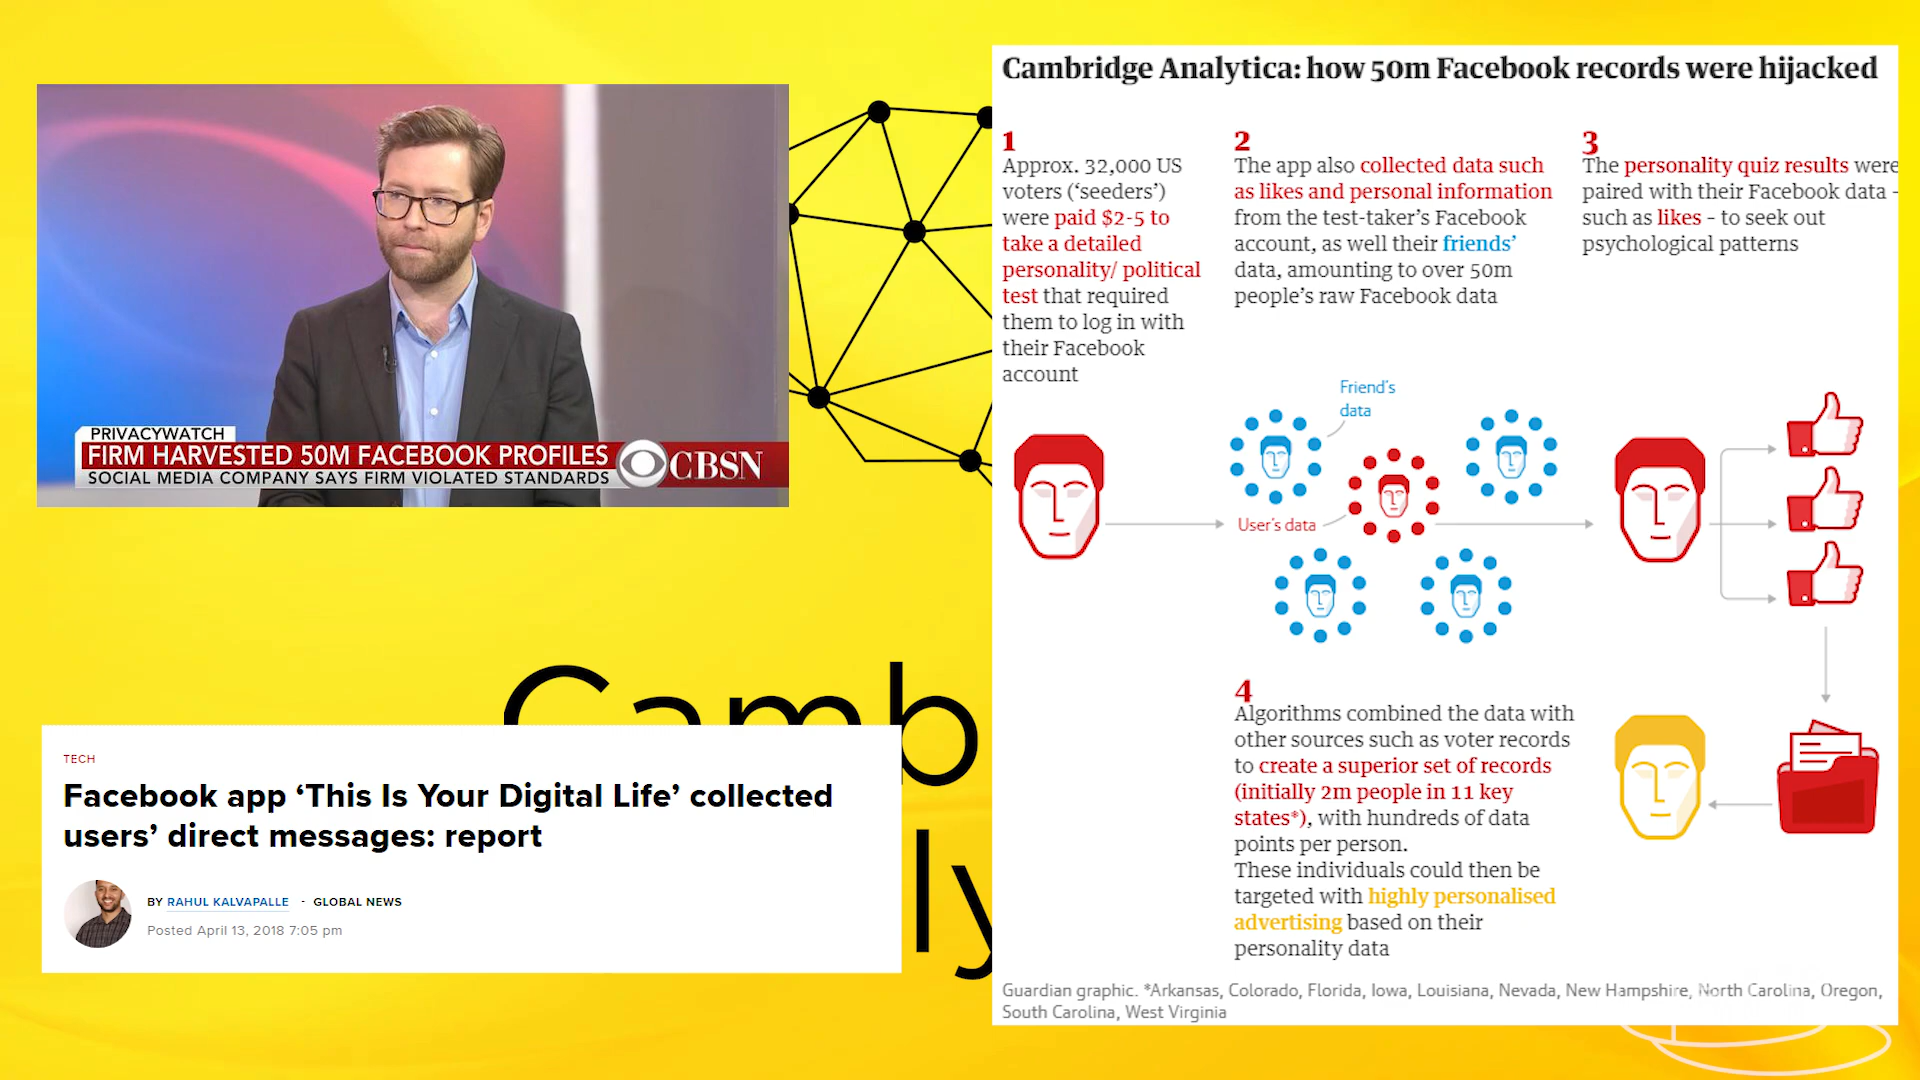 PRIVACYWATCH
FIRM HARVESTED 50M FACEBOOK PROFILES
SOCIAL MEDIA COMPANY SAYS FIRM VIOLATED STANDARDS
CBSN
Camb
ly
TECH
Facebook app ‘This Is Your Digital Life’ collected
users’ direct messages: report
BY RAHUL KALVAPALLE - GLOBAL NEWS
Posted April 13, 2018 7:05 pm
Cambridge Analytica: how 50m Facebook records were hijacked
1
Approx. 32,000 US
voters (‘seeders’)
were paid $2-5 to
take a detailed
personality/ political
test that required
them to log in with
their Facebook
account
2
The app also collected data such
as likes and personal information
from the test-taker’s Facebook
account, as well their friends’
data, amounting to over 50m
people’s raw Facebook data
3
The personality quiz results were
paired with their Facebook data -
such as likes - to seek out
psychological patterns
Friend’s
data
User’s data
4
Algorithms combined the data with
other sources such as voter records
to create a superior set of records
(initially 2m people in 11 key
states*), with hundreds of data
points per person.
These individuals could then be
targeted with highly personalised
advertising based on their
personality data
Guardian graphic. *Arkansas, Colorado, Florida, Iowa, Louisiana, Nevada, New Hampshire, North Carolina, Oregon,
South Carolina, West Virginia